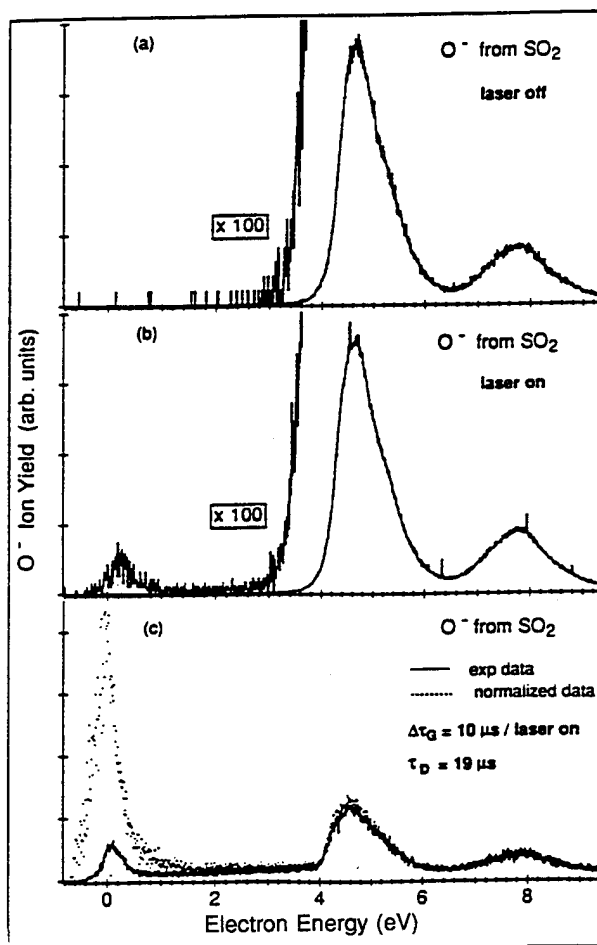 (a)
O⁻ from SO₂
laser off
x 100
(b)
O⁻ from SO₂
laser on
x 100
(c)
O⁻ from SO₂
exp data
normalized data
Δτ_G = 10 μs / laser on
τ_D = 19 μs
O⁻ Ion Yield (arb. units)
0 2 4 6 8
Electron Energy (eV)